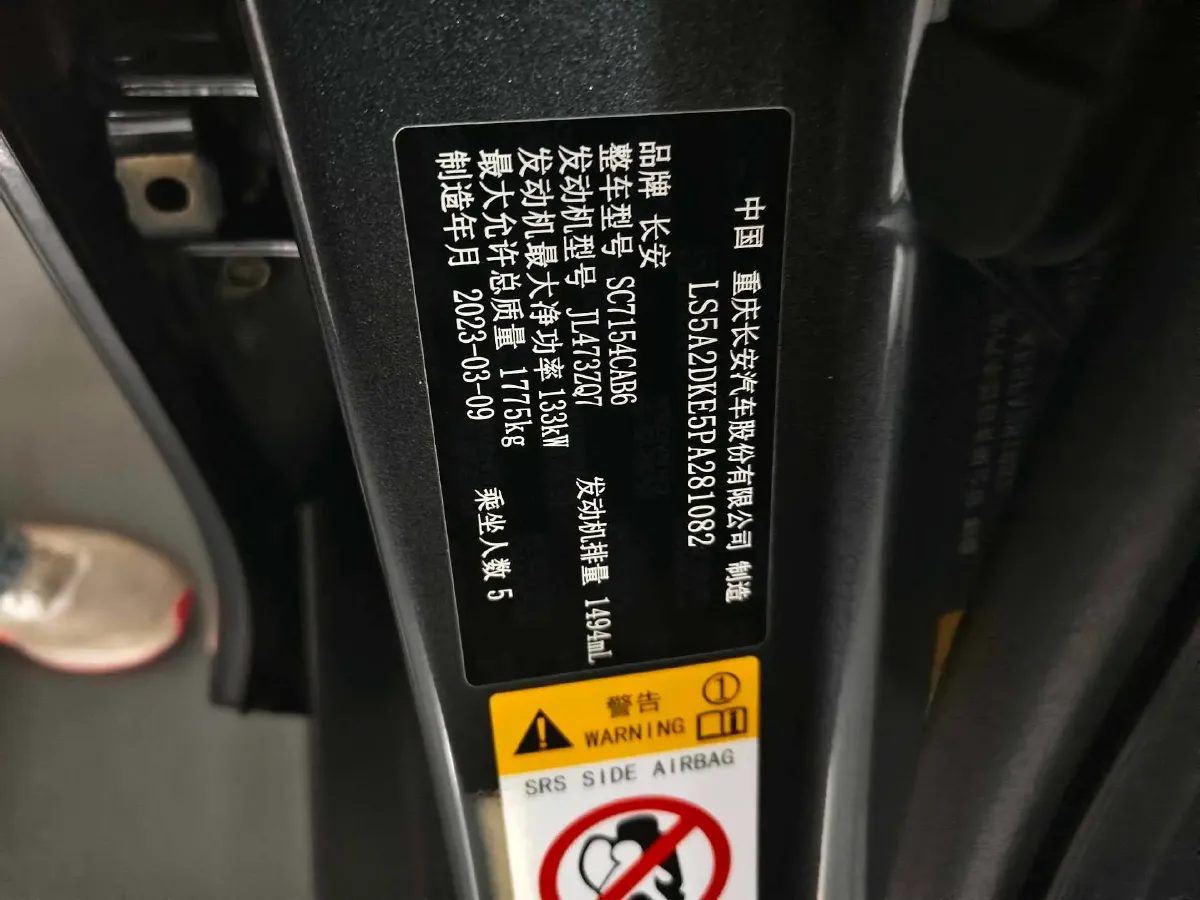 中国 重庆长安汽车股份有限公司 制造
LS5A2DKE5PA281082
品牌 长安
整车型号 SC7154CAB6
发动机型号 JL473ZQ7 发动机排量 1494mL
发动机最大净功率 133kW
最大允许总质量 1775kg
制造年月 2023-03-09 乘坐人数 5
警告 ①
WARNING
SRS SIDE AIRBAG